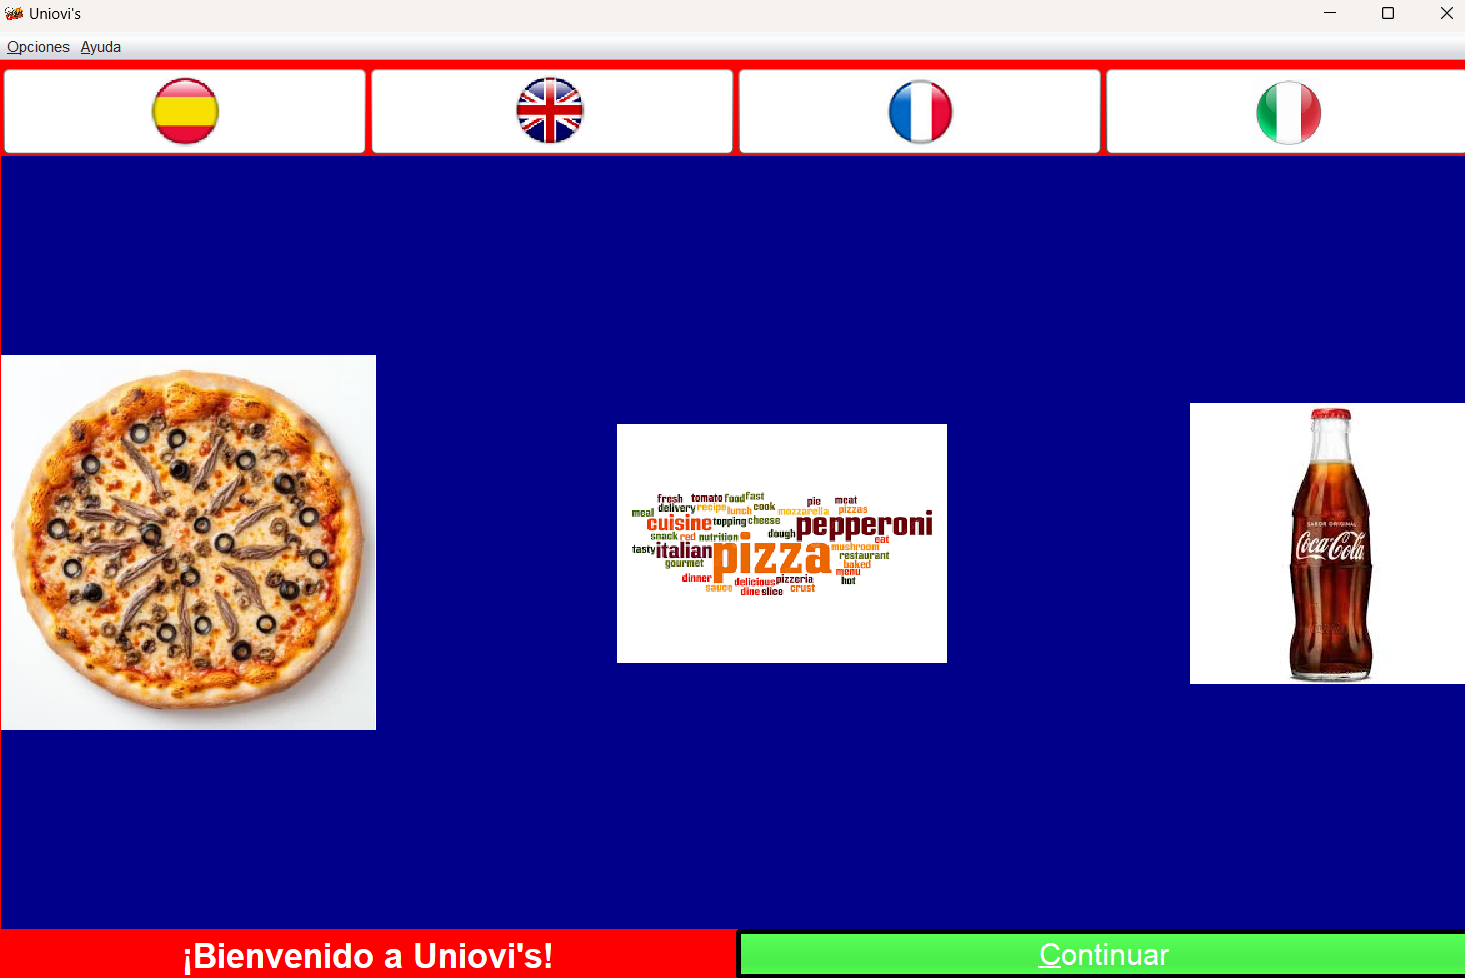 Uniovi's
Opciones Ayuda
fresh tomato food fast pie meat
meal delivery recipe lunch cook mozzarella pizzas
cuisine topping cheese pepperoni
snack red nutrition dough eat
tasty italian pizza mushroom
gourmet restaurant
baked
dinner delicious pizzeria menu
sauce dine slice crust hot
SABOR ORIGINAL
Coca-Cola
¡Bienvenido a Uniovi's!
Continuar